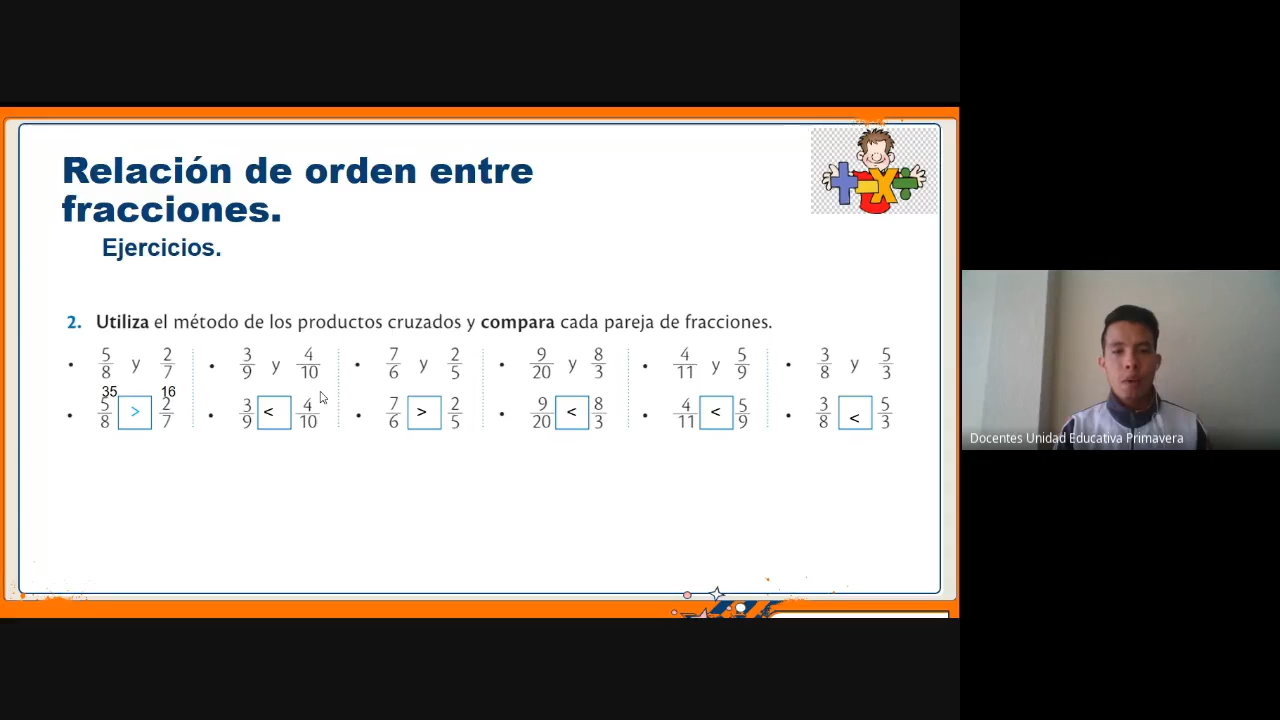 Relación de orden entre
fracciones.
Ejercicios.
2. Utiliza el método de los productos cruzados y compara cada pareja de fracciones.
• 5/8 y 2/7 • 3/9 y 4/10 • 7/6 y 2/5 • 9/20 y 8/3 • 4/11 y 5/9 • 3/8 y 5/3
35 16
• 5/8 > 2/7 • 3/9 < 4/10 • 7/6 > 2/5 • 9/20 < 8/3 • 4/11 < 5/9 • 3/8 < 5/3
Docentes Unidad Educativa Primavera